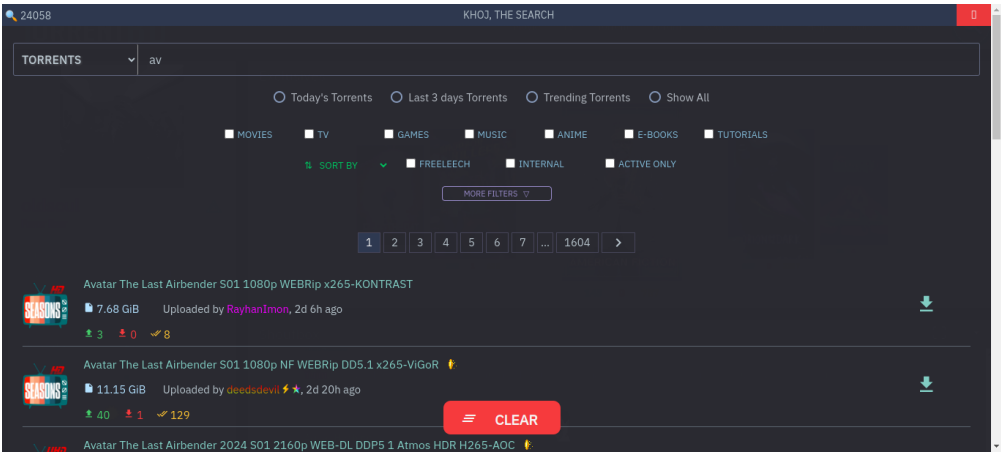 24058 KHOJ, THE SEARCH
TORRENTS av
Today's Torrents Last 3 days Torrents Trending Torrents Show All
MOVIES TV GAMES MUSIC ANIME E-BOOKS TUTORIALS
SORT BY FREELEECH INTERNAL ACTIVE ONLY
MORE FILTERS
1 2 3 4 5 6 7 ... 1604
Avatar The Last Airbender S01 1080p WEBRip x265-KONTRAST
SEASONS
7.68 GiB Uploaded by RayhanImon, 2d 6h ago
3 0 8
Avatar The Last Airbender S01 1080p NF WEBRip DD5.1 x265-ViGoR
SEASONS
11.15 GiB Uploaded by deedsdevil, 2d 20h ago
40 1 129
CLEAR
Avatar The Last Airbender 2024 S01 2160p WEB-DL DDP5 1 Atmos HDR H265-AOC